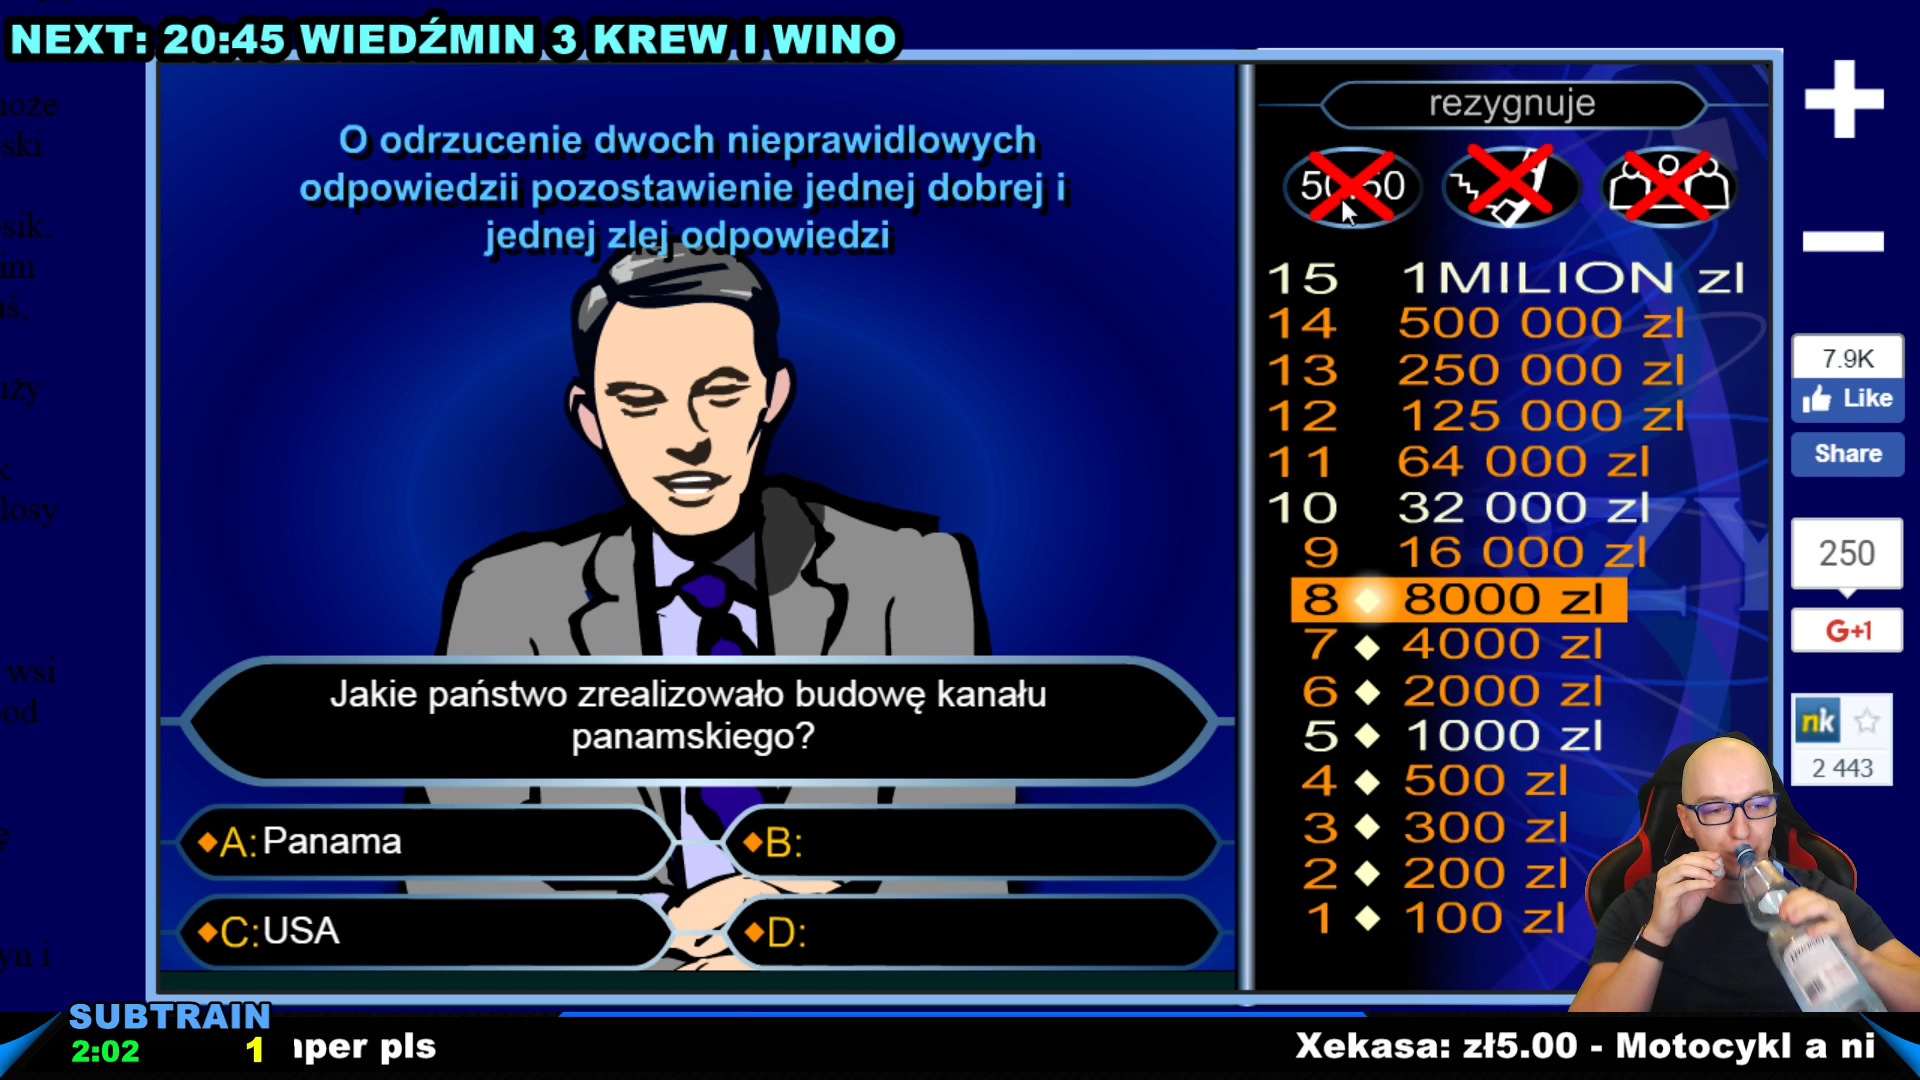 NEXT: 20:45 WIEDŹMIN 3 KREW I WINO
O odrzucenie dwoch nieprawidlowych
odpowiedzii pozostawienie jednej dobrej i
jednej zlej odpowiedzi
Jakie państwo zrealizowało budowę kanału
panamskiego?
A: Panama
B:
C: USA
D:
rezygnuje
15 1MILION zl
14 500 000 zl
13 250 000 zl
12 125 000 zl
11 64 000 zl
10 32 000 zl
9 16 000 zl
8 8000 zl
7 4000 zl
6 2000 zl
5 1000 zl
4 500 zl
3 300 zl
2 200 zl
1 100 zl
7.9K
Like
Share
250
G+1
nk
2 443
ski
wsi
SUBTRAIN
2:02 1
pls
Xekasa: zł5.00 - Motocykl a ni